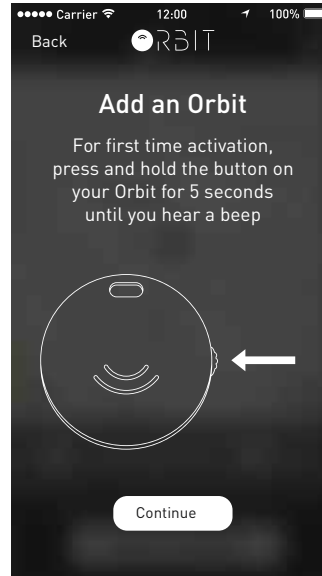 Carrier 12:00 100%
Back ORBIT
Add an Orbit
For first time activation,
press and hold the button on
your Orbit for 5 seconds
until you hear a beep
Continue